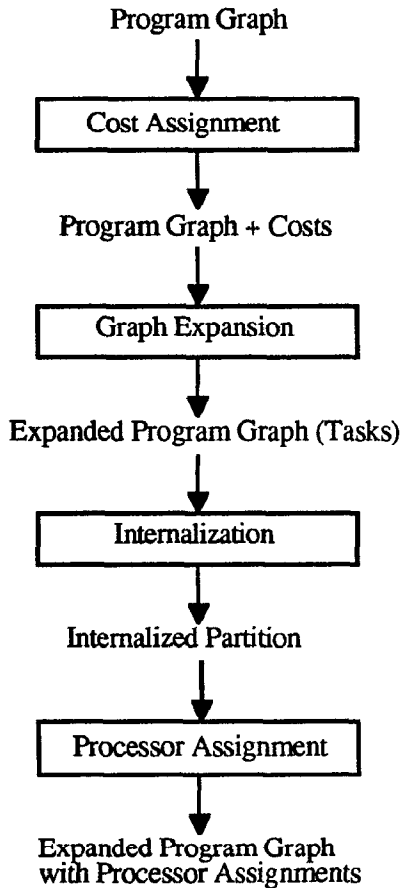 Program Graph
Cost Assignment
Program Graph + Costs
Graph Expansion
Expanded Program Graph (Tasks)
Internalization
Internalized Partition
Processor Assignment
Expanded Program Graph
with Processor Assignments